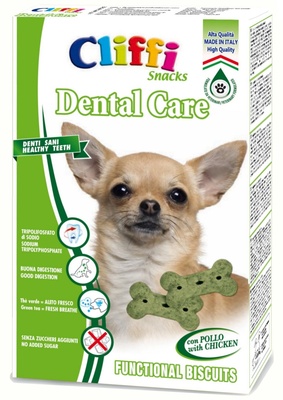 Cliffi
Snacks
Alta Qualità
MADE IN ITALY
High Quality
Dental Care
DENTI SANI
HEALTHY TEETH
TRIPOLIFOSFATO
di SODIO
SODIUM
TRIPOLYPHOSPHATE
BUONA DIGESTIONE
GOOD DIGESTION
Thè verde = ALITO FRESCO
Green tea = FRESH BREATHE
SENZA ZUCCHERI AGGIUNTI
NO ADDED SUGAR
con POLLO
with CHICKEN
FUNCTIONAL BISCUITS